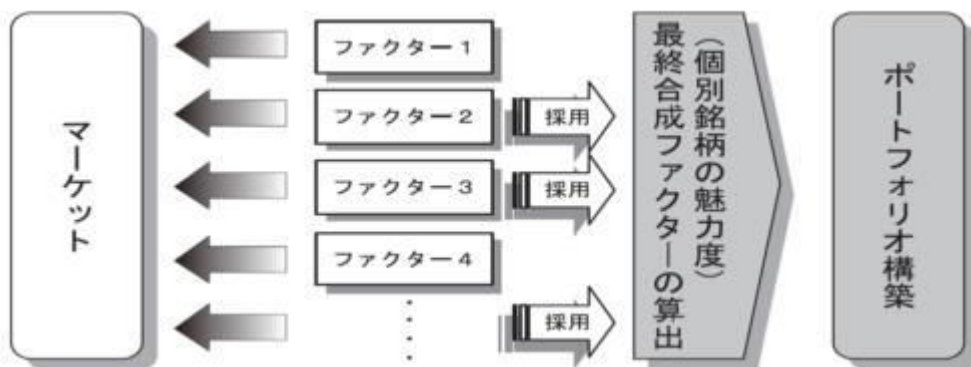 マーケット
ファクター1
ファクター2
採用
ファクター3
採用
ファクター4
採用
最終合成ファクターの算出
(個別銘柄の魅力度)
ポートフォリオ構築